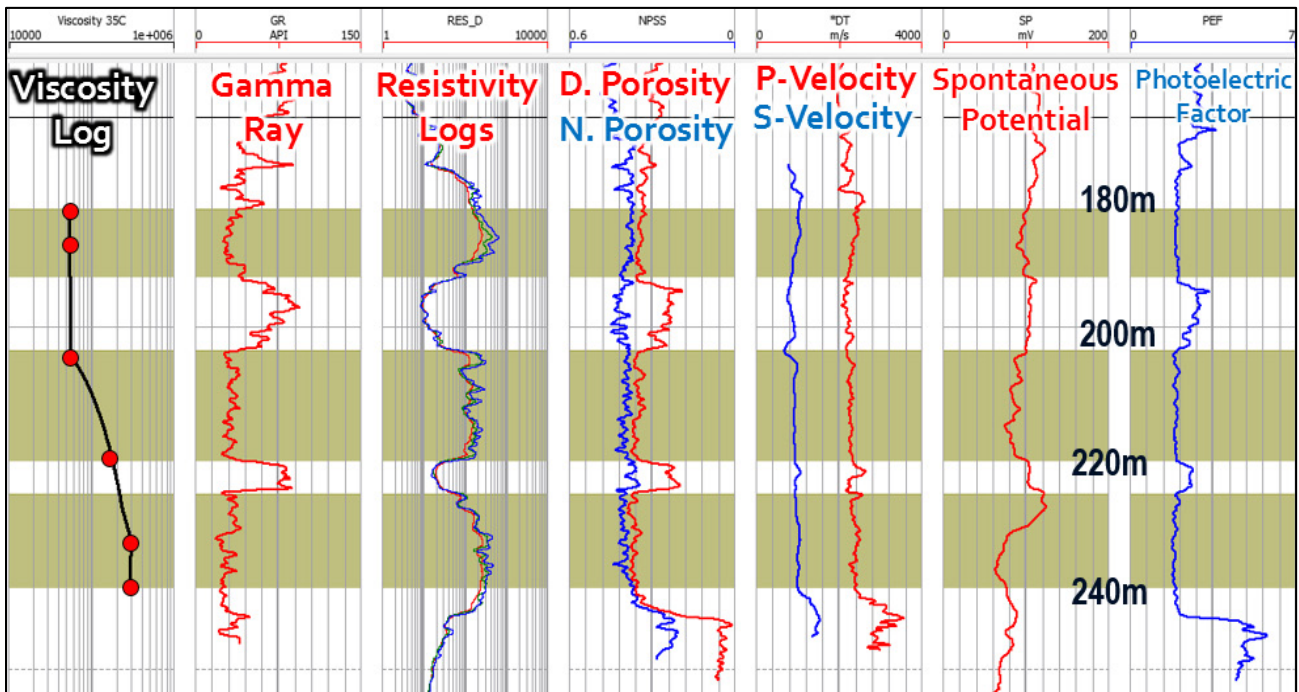 Viscosity 35C GR RES_D NPSS *DT SP PEF
API m/s mV
10000 1e+006 0 150 1 10000 0.6 0 0 4000 0 200 0 7
Viscosity Gamma Resistivity D. Porosity P-Velocity Spontaneous Photoelectric
Log Ray Logs N. Porosity S-Velocity Potential Factor
180m
200m
220m
240m